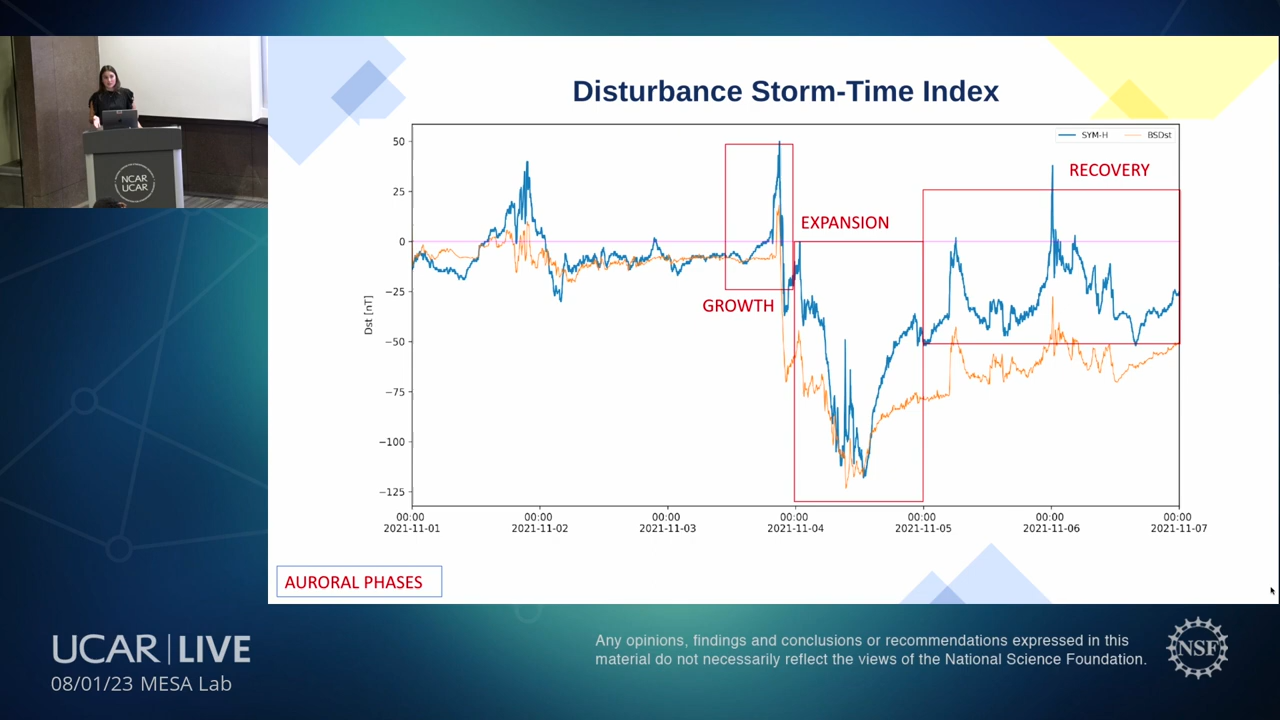 NCAR
UCAR
Disturbance Storm-Time Index
SYM-H
BSDst
RECOVERY
EXPANSION
GROWTH
Dst [nT]
50
25
0
−25
−50
−75
−100
−125
00:00 00:00 00:00 00:00 00:00 00:00 00:00
2021-11-01 2021-11-02 2021-11-03 2021-11-04 2021-11-05 2021-11-06 2021-11-07
AURORAL PHASES
UCAR | LIVE
08/01/23 MESA Lab
Any opinions, findings and conclusions or recommendations expressed in this
material do not necessarily reflect the views of the National Science Foundation.
NSF